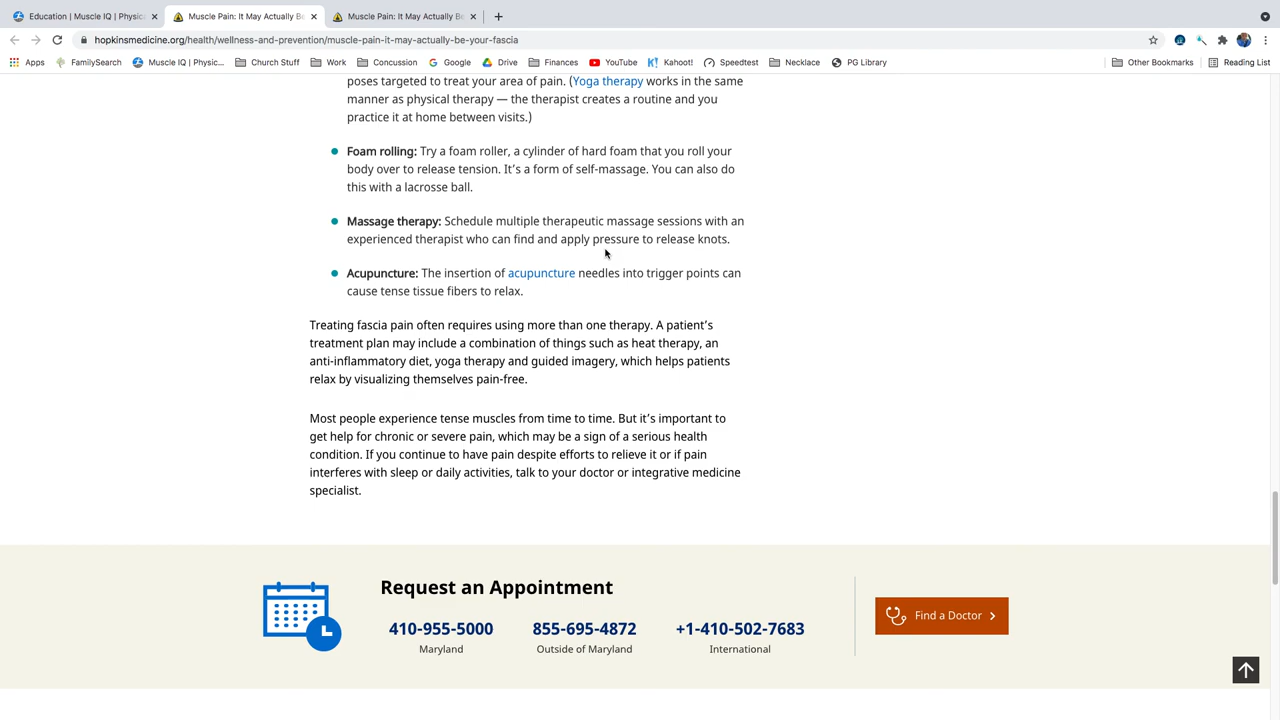 Education | Muscle IQ | Physic
Muscle Pain: It May Actually Be
Muscle Pain: It May Actually Be
hopkinsmedicine.org/health/wellness-and-prevention/muscle-pain-it-may-actually-be-your-fascia
Apps FamilySearch Muscle IQ | Physic... Church Stuff Work Concussion Google Drive Finances YouTube Kahoot! Speedtest Necklace PG Library Other Bookmarks Reading List
poses targeted to treat your area of pain. (Yoga therapy works in the same
manner as physical therapy — the therapist creates a routine and you
practice it at home between visits.)
Foam rolling: Try a foam roller, a cylinder of hard foam that you roll your
body over to release tension. It's a form of self-massage. You can also do
this with a lacrosse ball.
Massage therapy: Schedule multiple therapeutic massage sessions with an
experienced therapist who can find and apply pressure to release knots.
Acupuncture: The insertion of acupuncture needles into trigger points can
cause tense tissue fibers to relax.
Treating fascia pain often requires using more than one therapy. A patient's
treatment plan may include a combination of things such as heat therapy, an
anti-inflammatory diet, yoga therapy and guided imagery, which helps patients
relax by visualizing themselves pain-free.
Most people experience tense muscles from time to time. But it's important to
get help for chronic or severe pain, which may be a sign of a serious health
condition. If you continue to have pain despite efforts to relieve it or if pain
interferes with sleep or daily activities, talk to your doctor or integrative medicine
specialist.
Request an Appointment
410-955-5000 855-695-4872 +1-410-502-7683
Maryland Outside of Maryland International
Find a Doctor